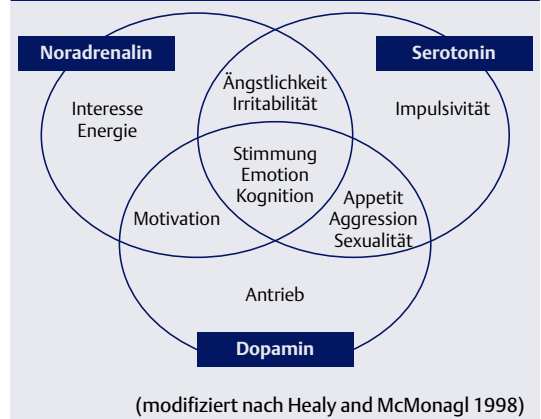 Noradrenalin
Serotonin
Ängstlichkeit
Irritabilität
Interesse
Energie
Impulsivität
Stimmung
Emotion
Kognition
Motivation
Appetit
Aggression
Sexualität
Antrieb
Dopamin
(modifiziert nach Healy and McMonagl 1998)